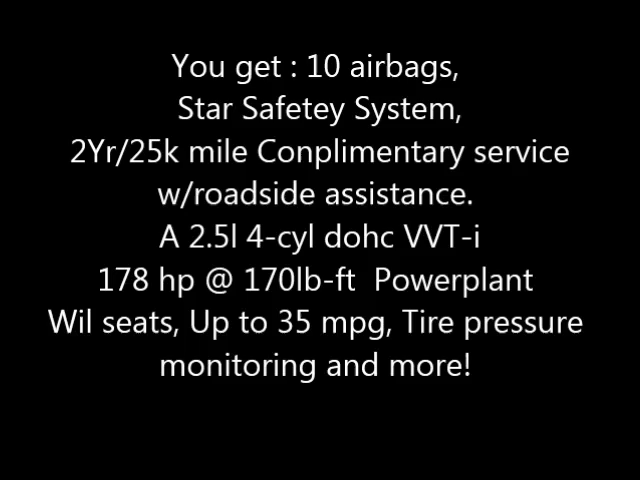 You get : 10 airbags,
Star Safetey System,
2Yr/25k mile Conplimentary service
w/roadside assistance.
A 2.5l 4-cyl dohc VVT-i
178 hp @ 170lb-ft  Powerplant
Wil seats, Up to 35 mpg, Tire pressure
monitoring and more!